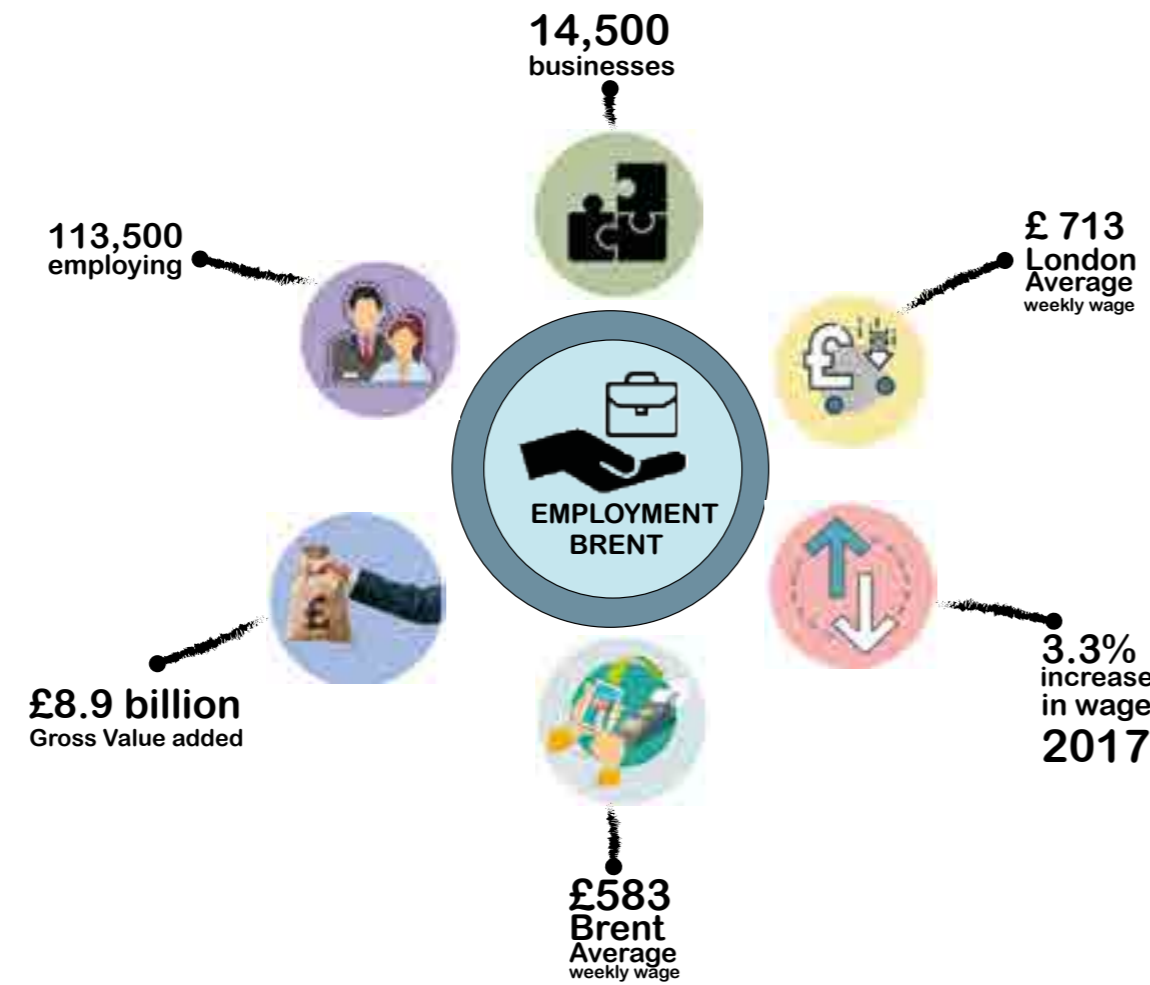 14,500
businesses
113,500
employing
£ 713
London
Average
weekly wage
EMPLOYMENT
BRENT
£8.9 billion
Gross Value added
3.3%
increase
in wage
2017
£583
Brent
Average
weekly wage